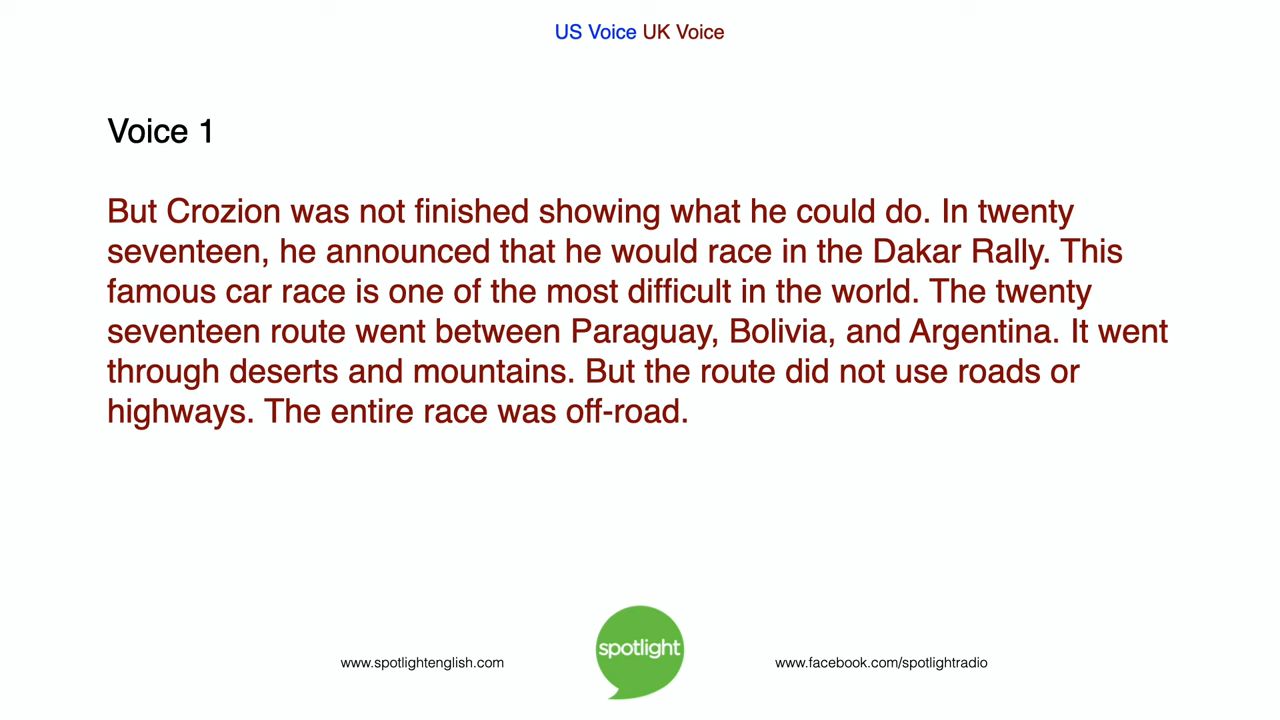 US Voice UK Voice
Voice 1
But Crozion was not finished showing what he could do. In twenty
seventeen, he announced that he would race in the Dakar Rally. This
famous car race is one of the most difficult in the world. The twenty
seventeen route went between Paraguay, Bolivia, and Argentina. It went
through deserts and mountains. But the route did not use roads or
highways. The entire race was off-road.
www.spotlightenglish.com
spotlight
www.facebook.com/spotlightradio